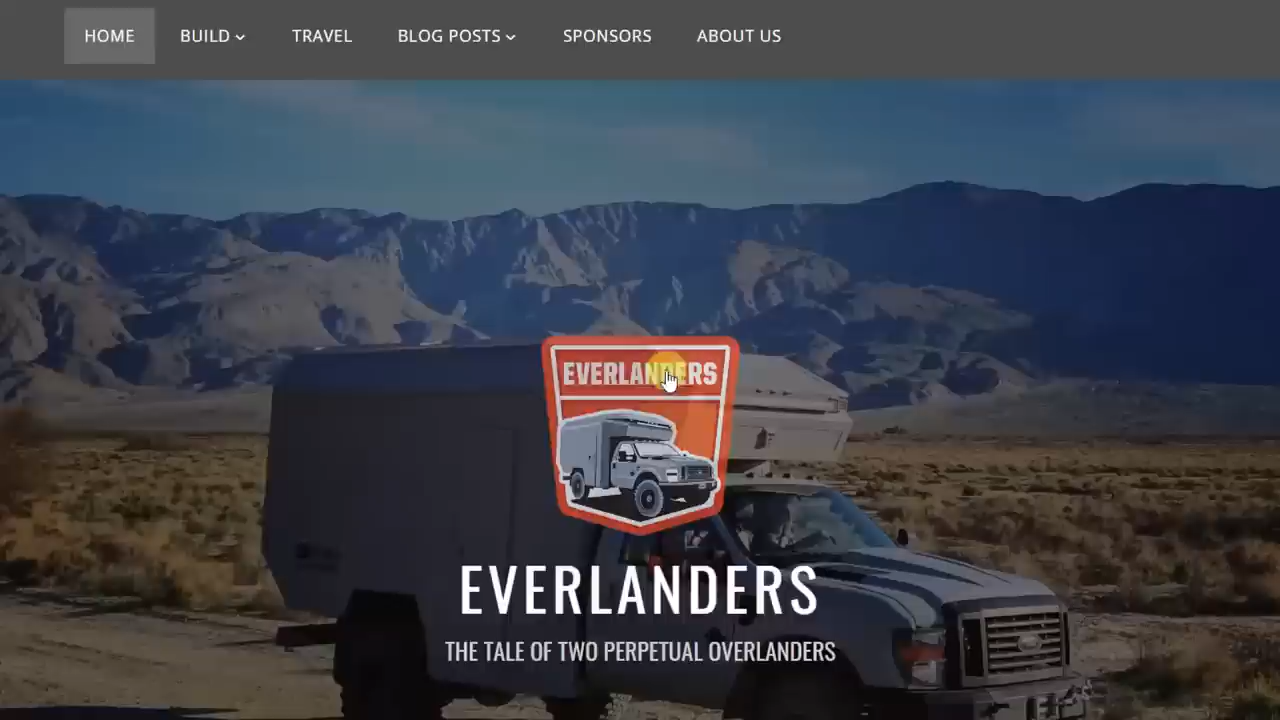 HOME BUILD TRAVEL BLOG POSTS SPONSORS ABOUT US
EVERLANDERS
EVERLANDERS
THE TALE OF TWO PERPETUAL OVERLANDERS